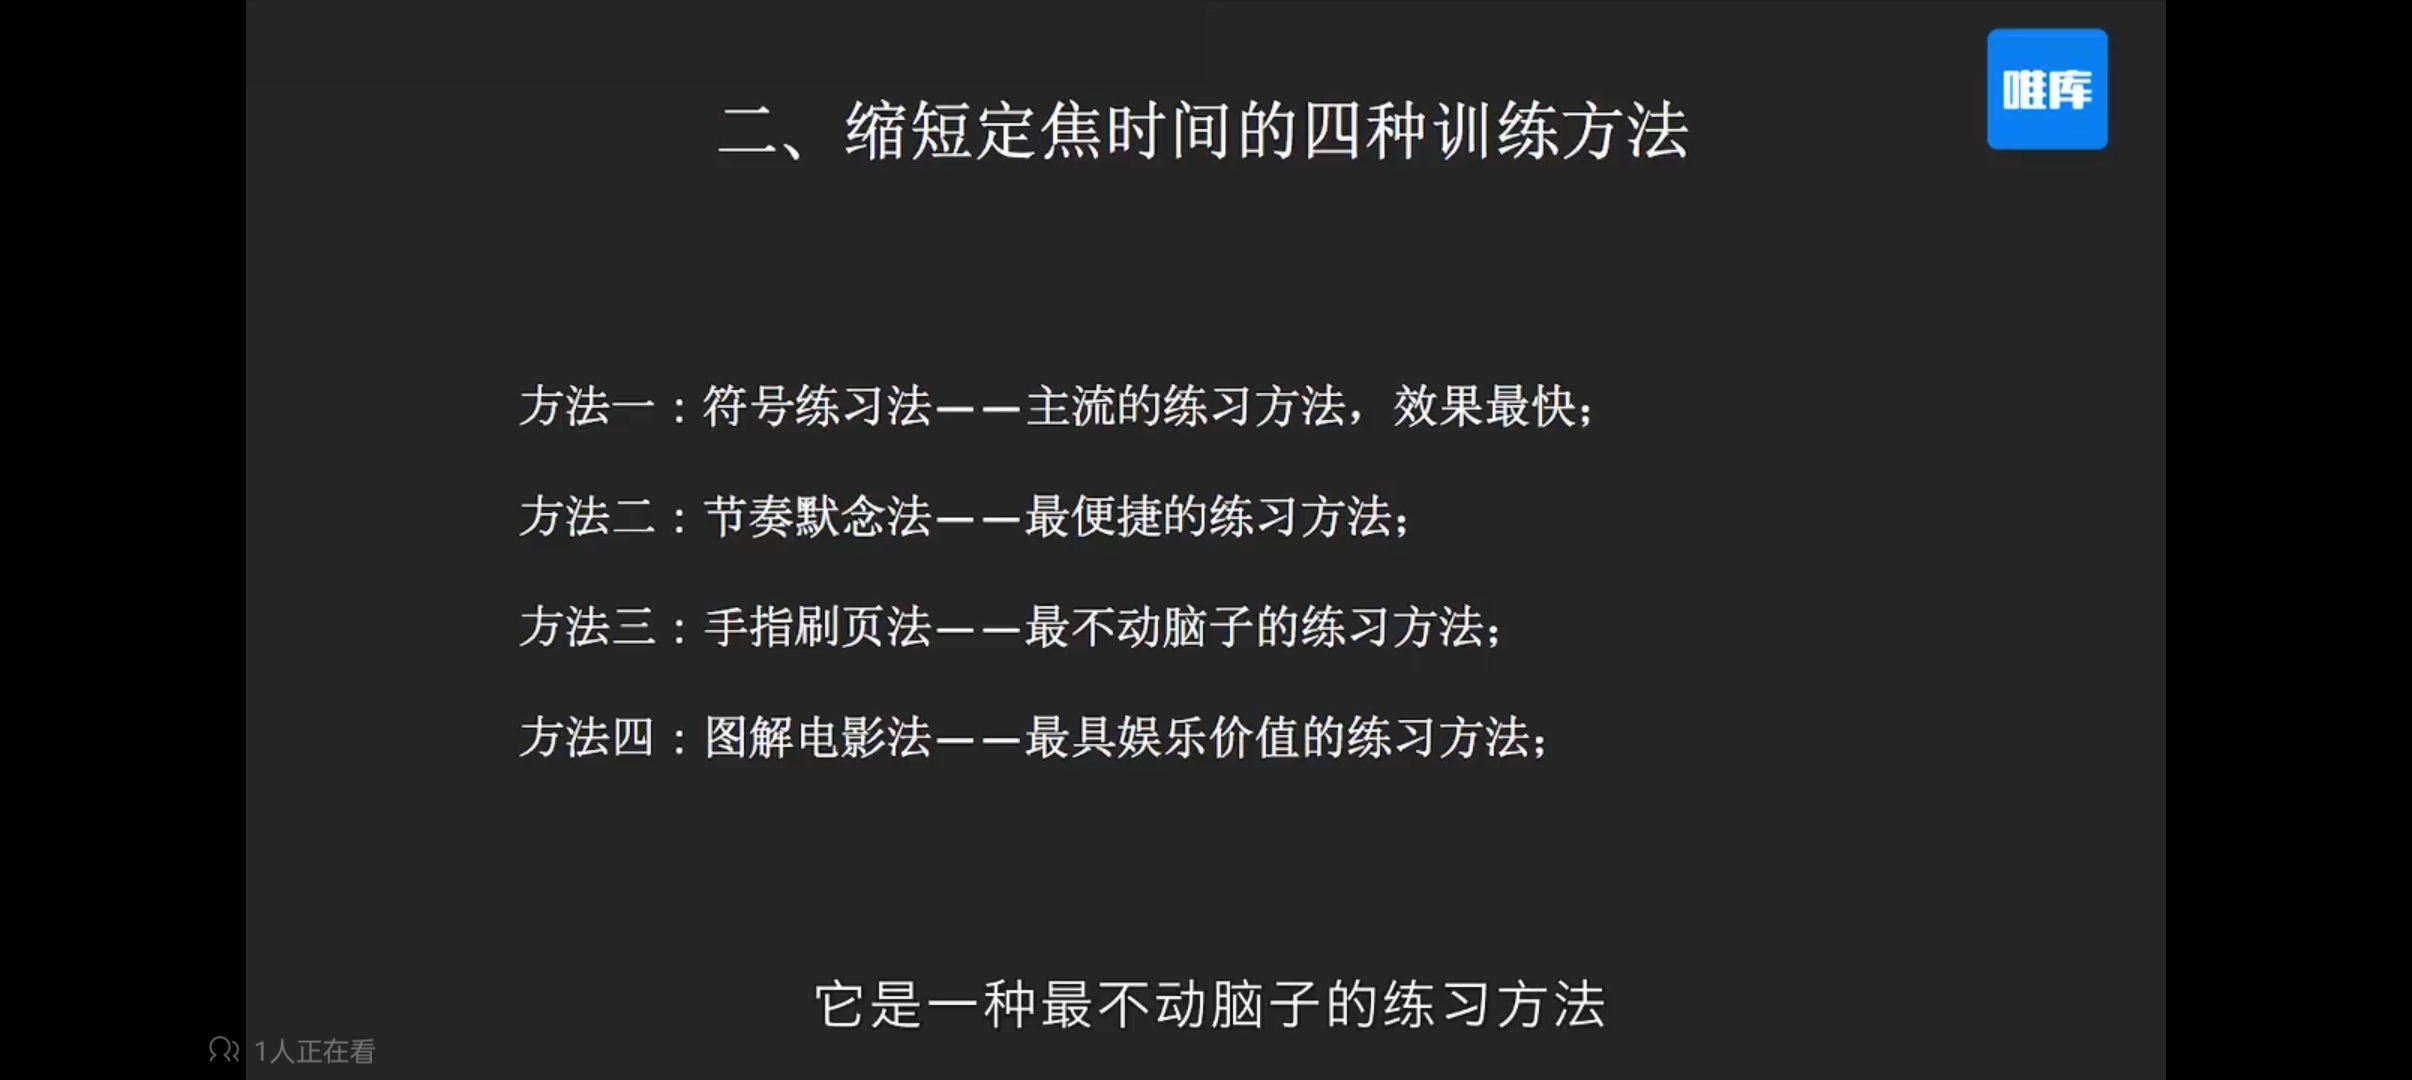 唯库
二、缩短定焦时间的四种训练方法
方法一：符号练习法——主流的练习方法，效果最快；
方法二：节奏默念法——最便捷的练习方法；
方法三：手指刷页法——最不动脑子的练习方法；
方法四：图解电影法——最具娱乐价值的练习方法；
它是一种最不动脑子的练习方法
1人正在看